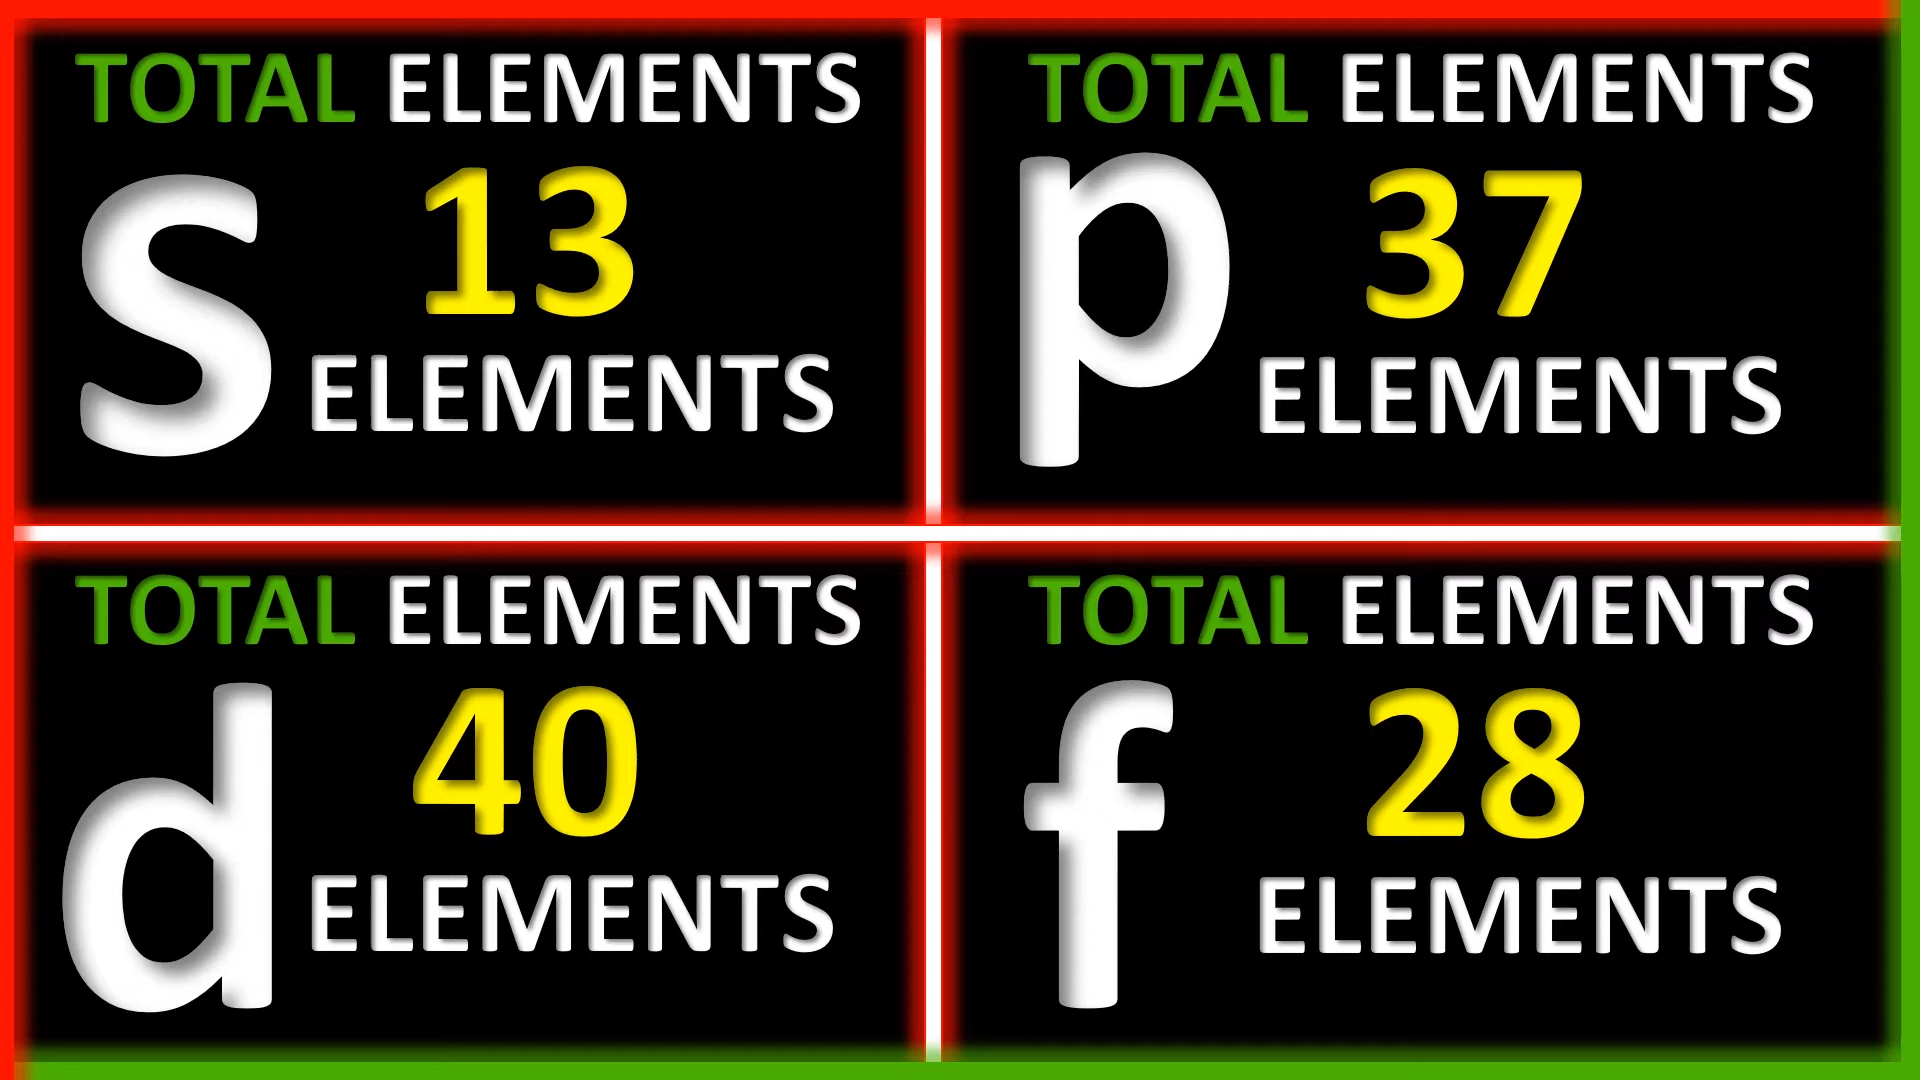 TOTAL ELEMENTS
s 13
ELEMENTS
TOTAL ELEMENTS
p 37
ELEMENTS
TOTAL ELEMENTS
d 40
ELEMENTS
TOTAL ELEMENTS
f 28
ELEMENTS